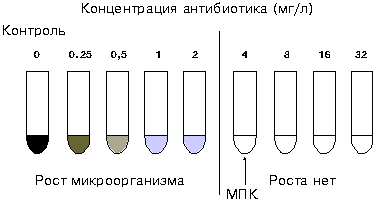 Концентрация антибиотика (мг/л)
Контроль
0 0.25 0,5 1 2 4 8 16 32
Рост микроорганизма Роста нет
МПК